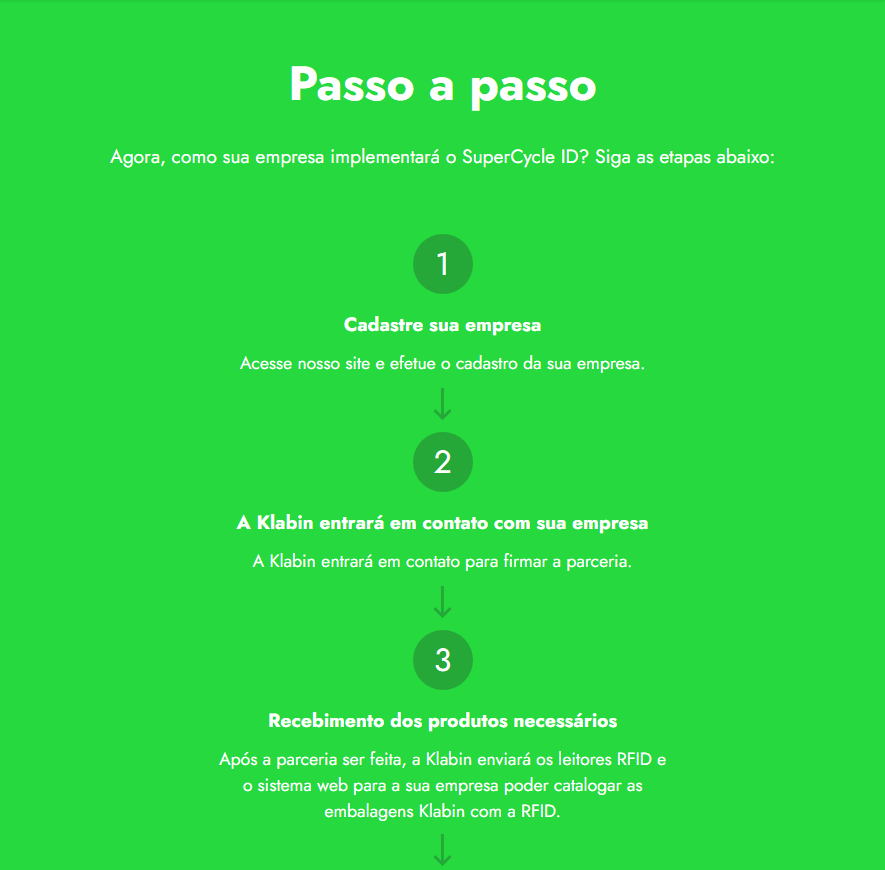 Passo a passo
Agora, como sua empresa implementará o SuperCycle ID? Siga as etapas abaixo:
1
Cadastre sua empresa
Acesse nosso site e efetue o cadastro da sua empresa.
2
A Klabin entrará em contato com sua empresa
A Klabin entrará em contato para firmar a parceria.
3
Recebimento dos produtos necessários
Após a parceria ser feita, a Klabin enviará os leitores RFID e
o sistema web para a sua empresa poder catalogar as
embalagens Klabin com a RFID.